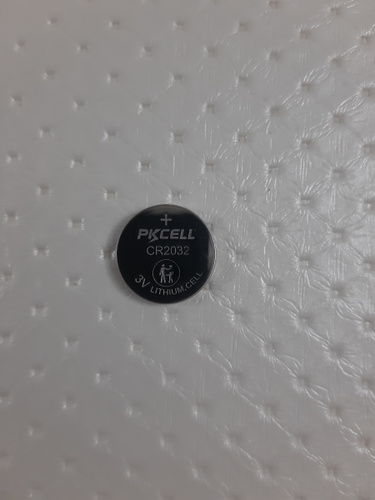 +
PKCELL
CR2032
3V LITHIUM.CELL